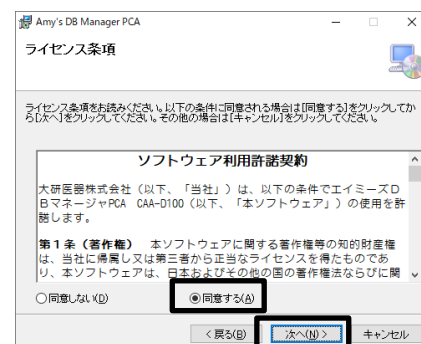 Amy's DB Manager PCA
ライセンス条項
ライセンス条項をお読みください。以下の条件に同意される場合は[同意する]をクリックしてか
ら[次へ]をクリックしてください。その他の場合は[キャンセル]をクリックしてください。
ソフトウェア利用許諾契約
大研医器株式会社（以下、「当社」）は、以下の条件でエイミーズD
BマネージャPCA CAA-D100（以下、「本ソフトウェア」）の使用を許
諾します。
第１条（著作権） 本ソフトウェアに関する著作権等の知的財産権
は、当社に帰属し又は第三者から正当なライセンスを得たものであ
り、本ソフトウェアは、日本およびその他の国の著作権法ならびに関
同意しない(D) 同意する(A)
< 戻る(B) 次へ(N) > キャンセル